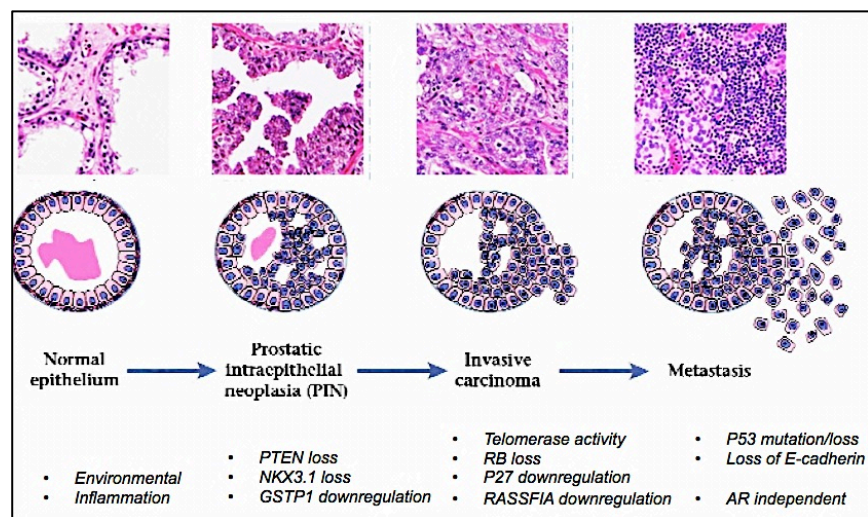 Normal
epithelium
Prostatic
intraepithelial
neoplasia (PIN)
Invasive
carcinoma
Metastasis
• Environmental
• Inflammation
• PTEN loss
• NKX3.1 loss
• GSTP1 downregulation
• Telomerase activity
• RB loss
• P27 downregulation
• RASSFIA downregulation
• P53 mutation/loss
• Loss of E-cadherin
• AR independent